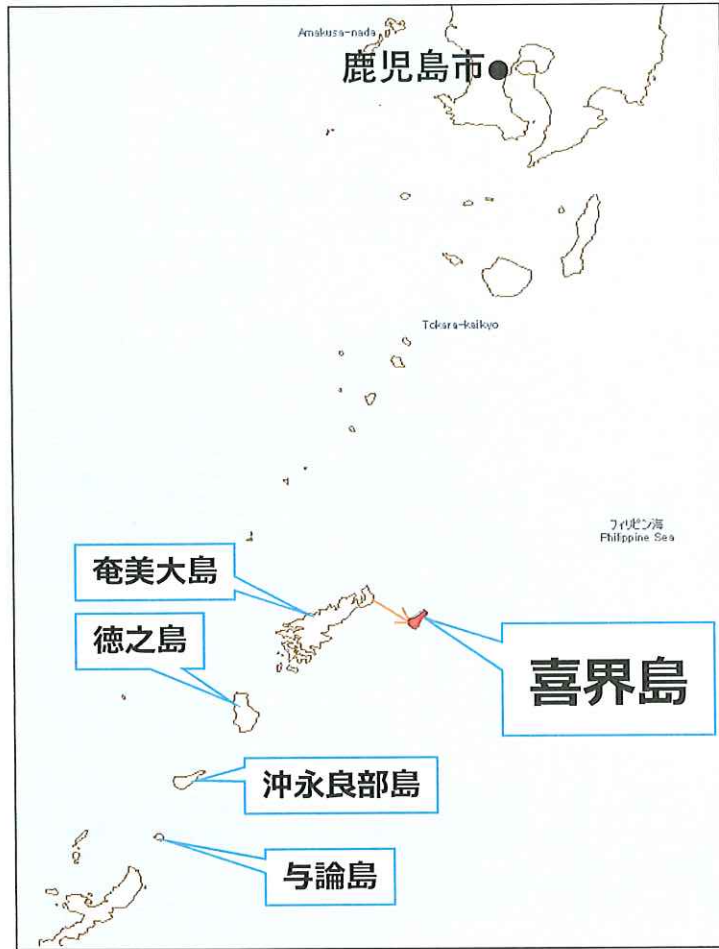 Amakusa-nada
鹿児島市
Tokara-kaikyo
フィリピン海
Philippine Sea
奄美大島
徳之島
喜界島
沖永良部島
与論島